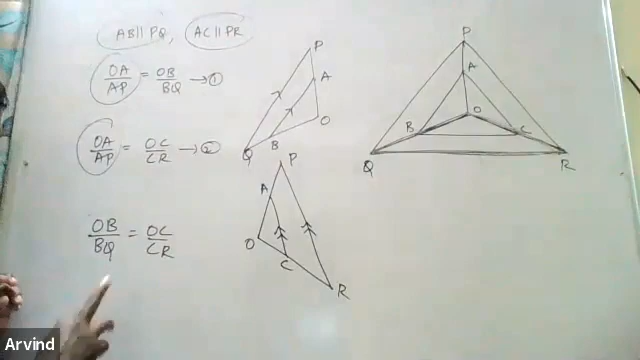 AB || PQ, AC || PR
OA/AP = OB/BQ → ①
OA/AP = OC/CR → ②
OB/BQ = OC/CR
P
A
O
B
Q
P
A
O
C
R
P
A
O
B
C
Q
R
Arvind